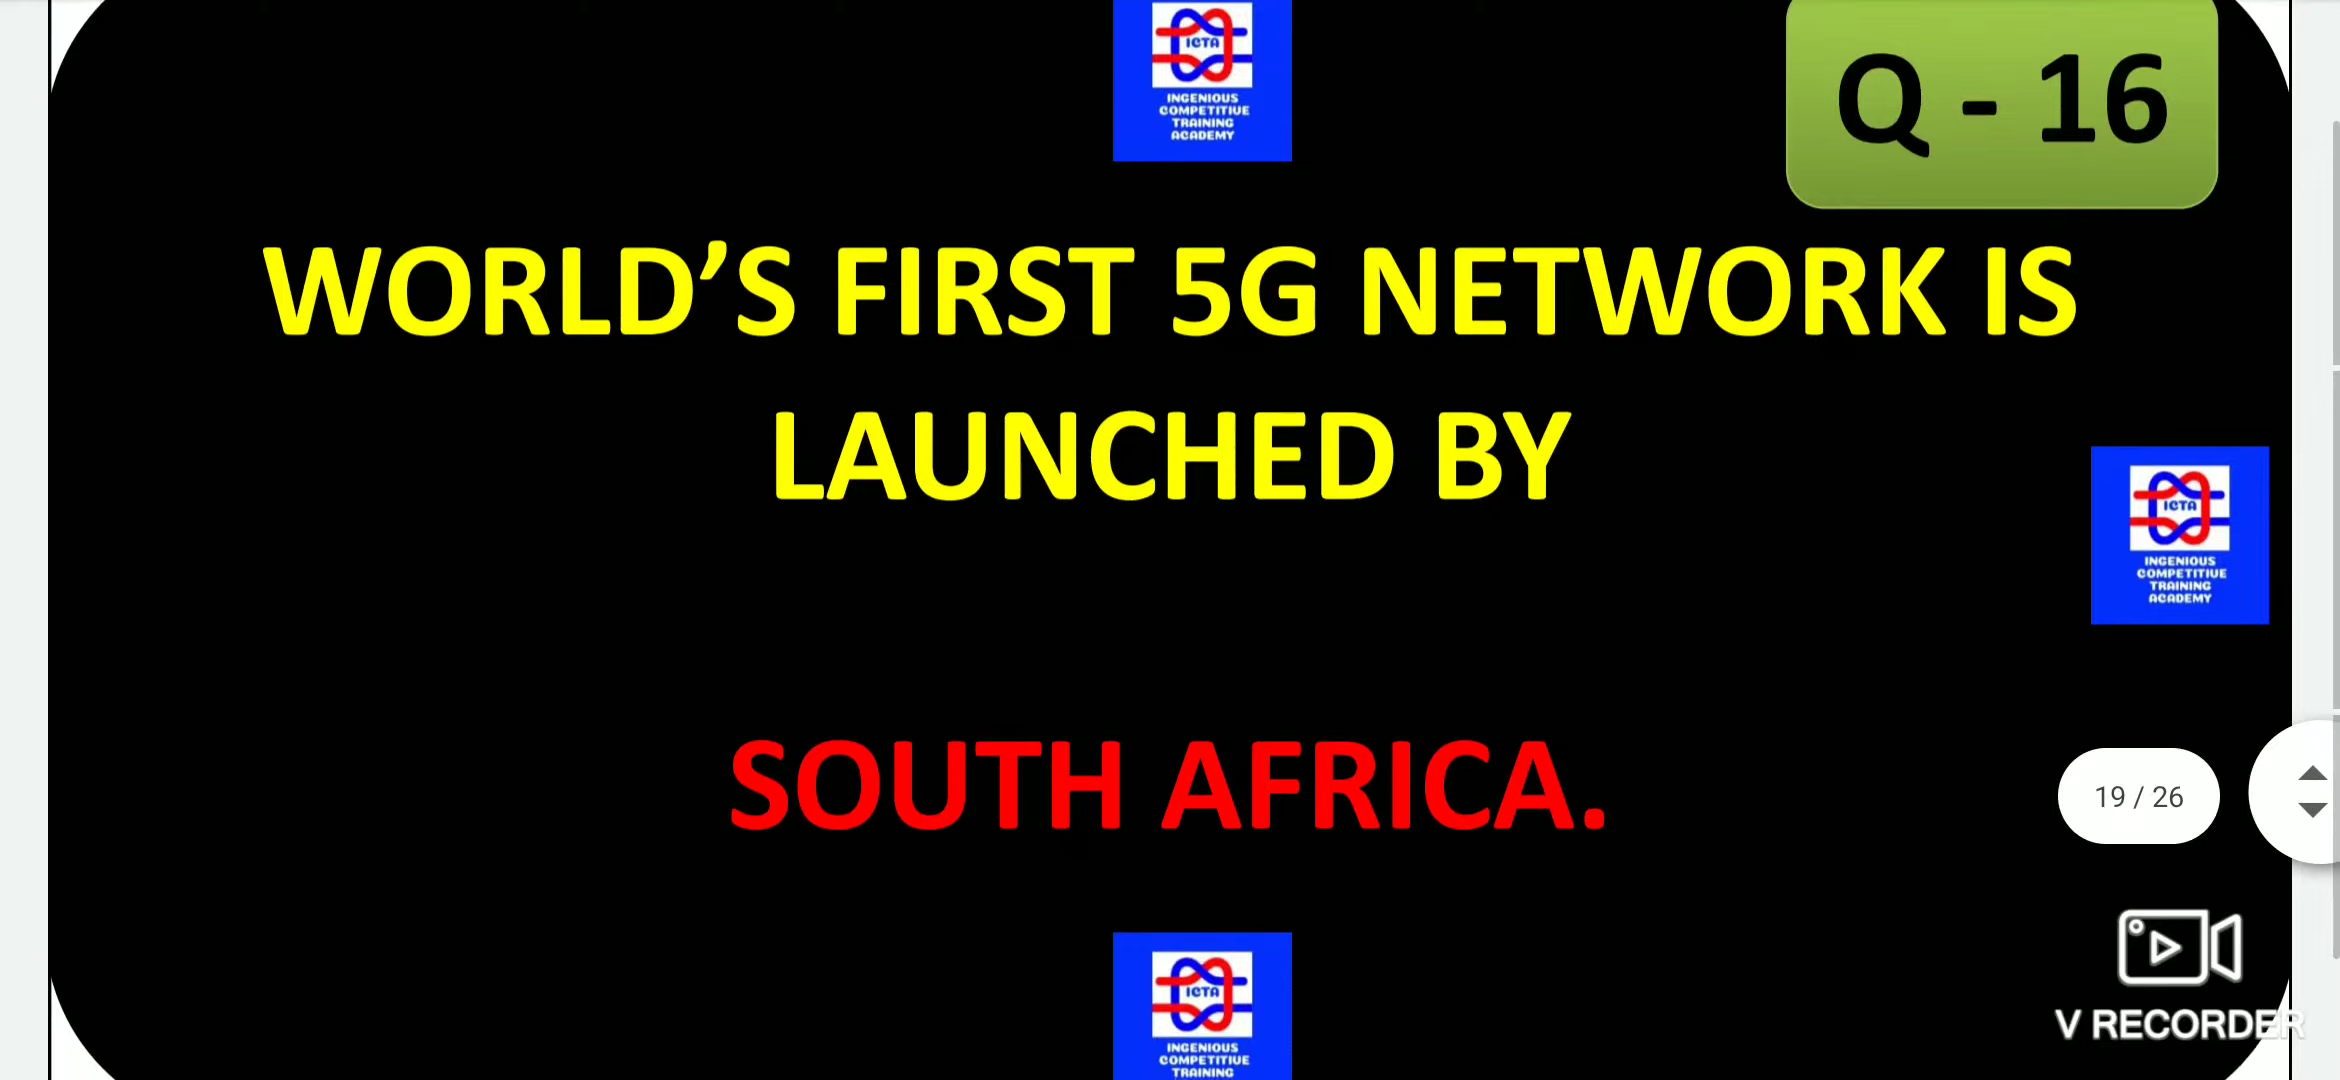 ICTA
INGENIOUS
COMPETITIVE
TRAINING
ACADEMY
Q - 16
WORLD’S FIRST 5G NETWORK IS
LAUNCHED BY
ICTA
INGENIOUS
COMPETITIVE
TRAINING
ACADEMY
SOUTH AFRICA.
19 / 26
ICTA
INGENIOUS
COMPETITIVE
TRAINING
V RECORDER